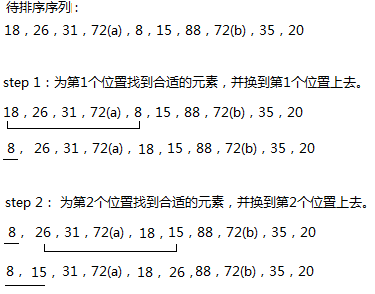 待排序序列：
18，26，31，72(a)，8，15，88，72(b)，35，20
step 1：为第1个位置找到合适的元素，并换到第1个位置上去。
18，26，31，72(a)，8，15，88，72(b)，35，20
8， 26，31，72(a)，18，15，88，72(b)，35，20
step 2： 为第2个位置找到合适的元素，并换到第2个位置上去。
8， 26，31，72(a)，18，15，88，72(b)，35，20
8， 15，31，72(a)，18，26,88，72(b)，35，20